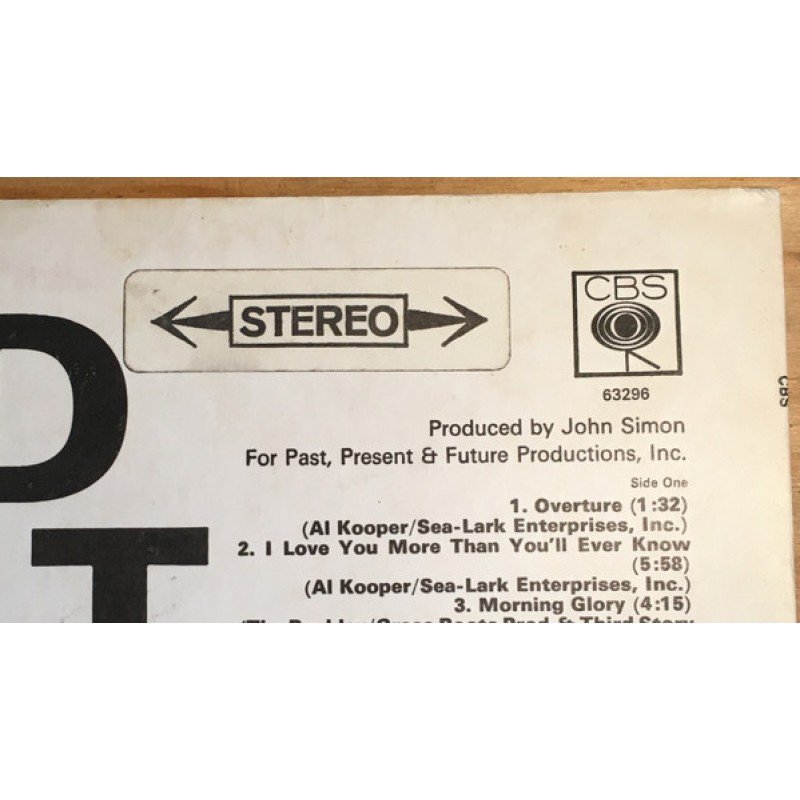 D
T
STEREO
CBS
63296
CBS
Produced by John Simon
For Past, Present & Future Productions, Inc.
Side One
1. Overture (1:32)
(Al Kooper/Sea-Lark Enterprises, Inc.)
2. I Love You More Than You'll Ever Know
(5:58)
(Al Kooper/Sea-Lark Enterprises, Inc.)
3. Morning Glory (4:15)